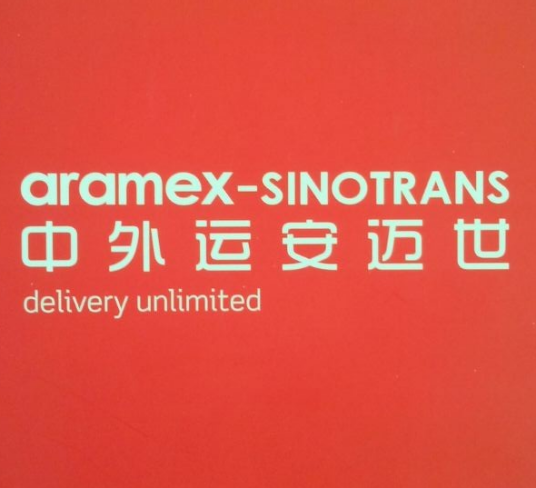 aramex-SINOTRANS
中外运安迈世
delivery unlimited